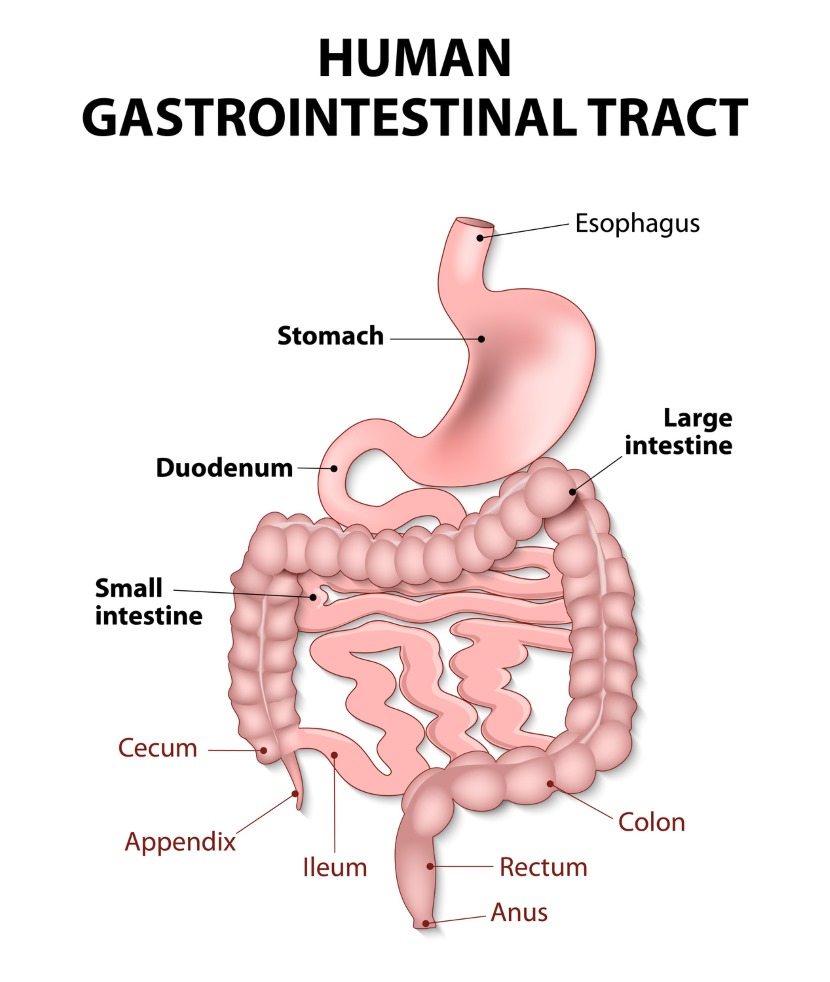 HUMAN
GASTROINTESTINAL TRACT
Esophagus
Stomach
Large
intestine
Duodenum
Small
intestine
Cecum
Appendix
Ileum
Colon
Rectum
Anus